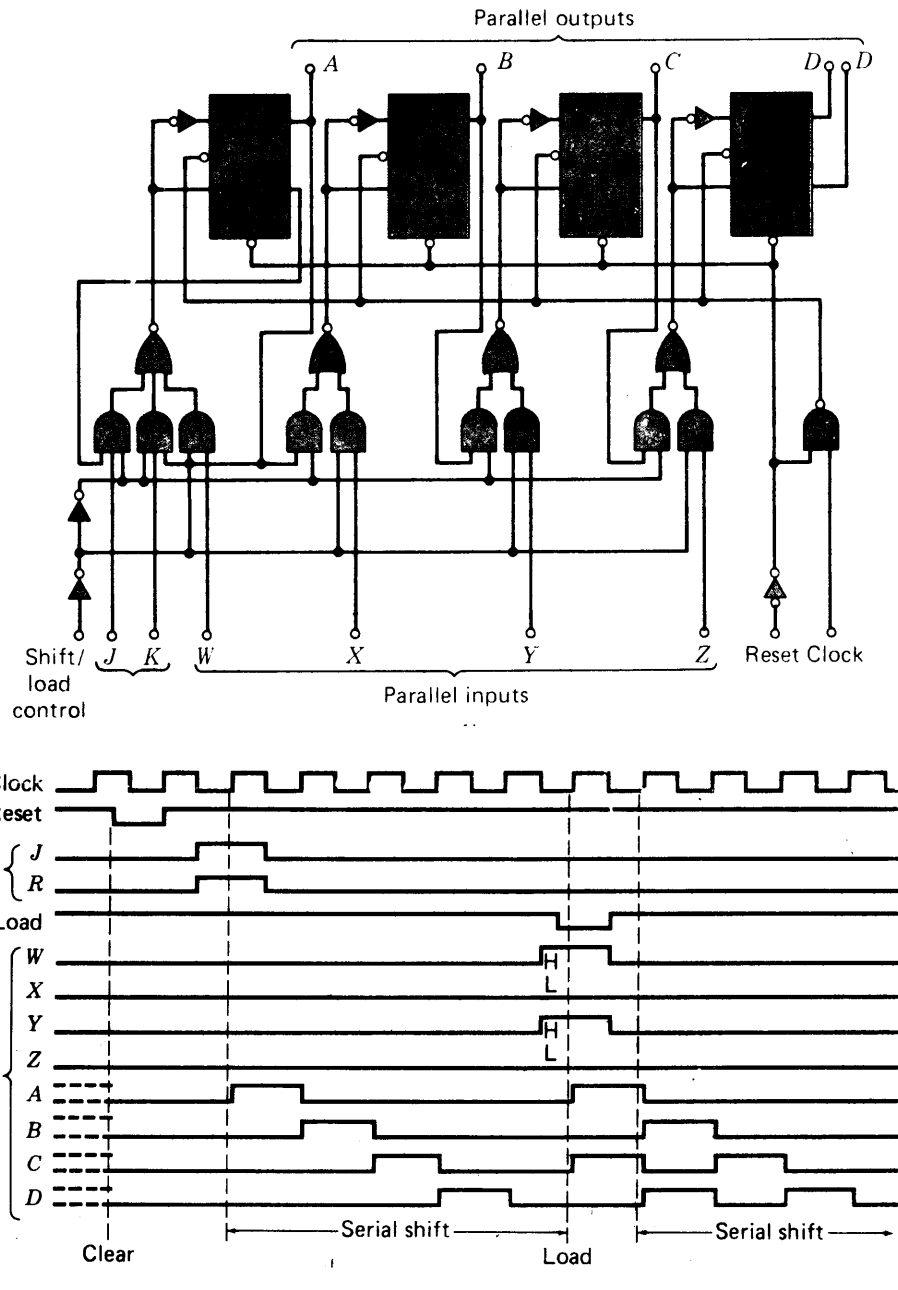 Parallel outputs
A B C D D
Shift/
load
control
J K W X Y Z
Reset Clock
Parallel inputs
Clock
Reset
J
R
Load
W H
X L
Y H
Z L
A
B
C
D
Serial shift Serial shift
Clear Load